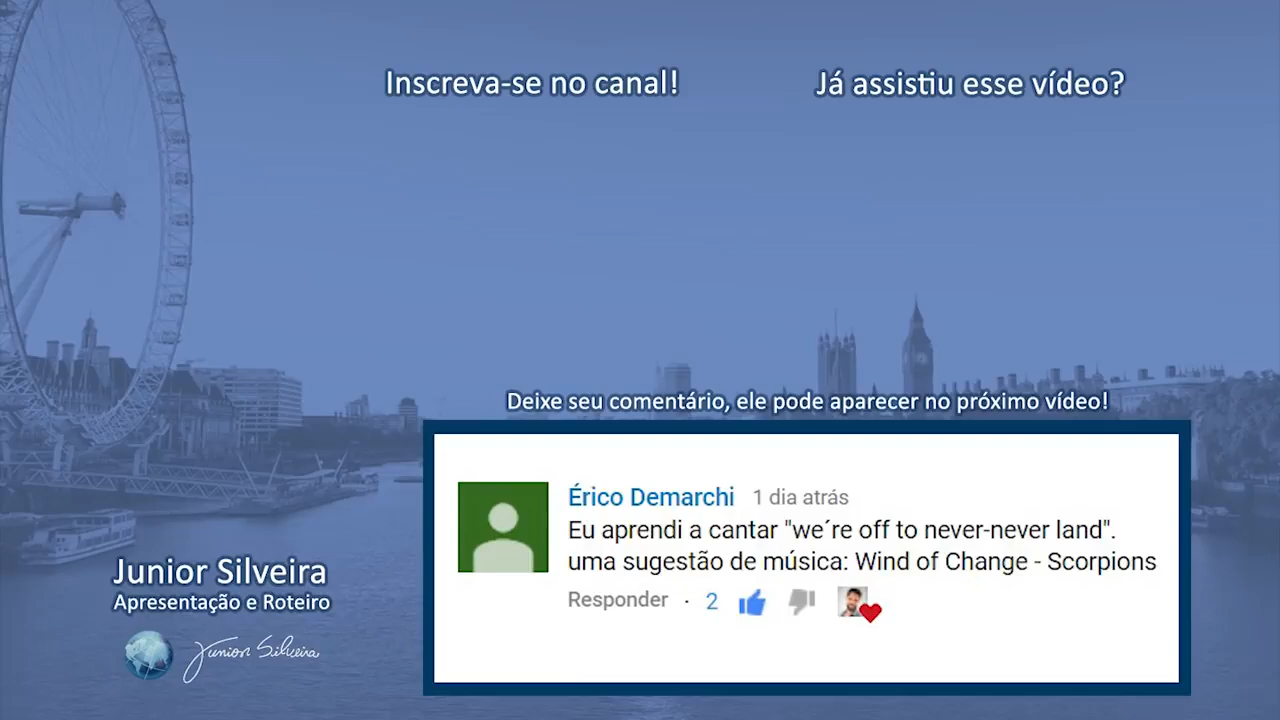 Inscreva-se no canal!
Já assistiu esse vídeo?
Deixe seu comentário, ele pode aparecer no próximo vídeo!
Érico Demarchi 1 dia atrás
Eu aprendi a cantar "we´re off to never-never land".
uma sugestão de música: Wind of Change - Scorpions
Responder · 2
Junior Silveira
Apresentação e Roteiro
Junior Silveira